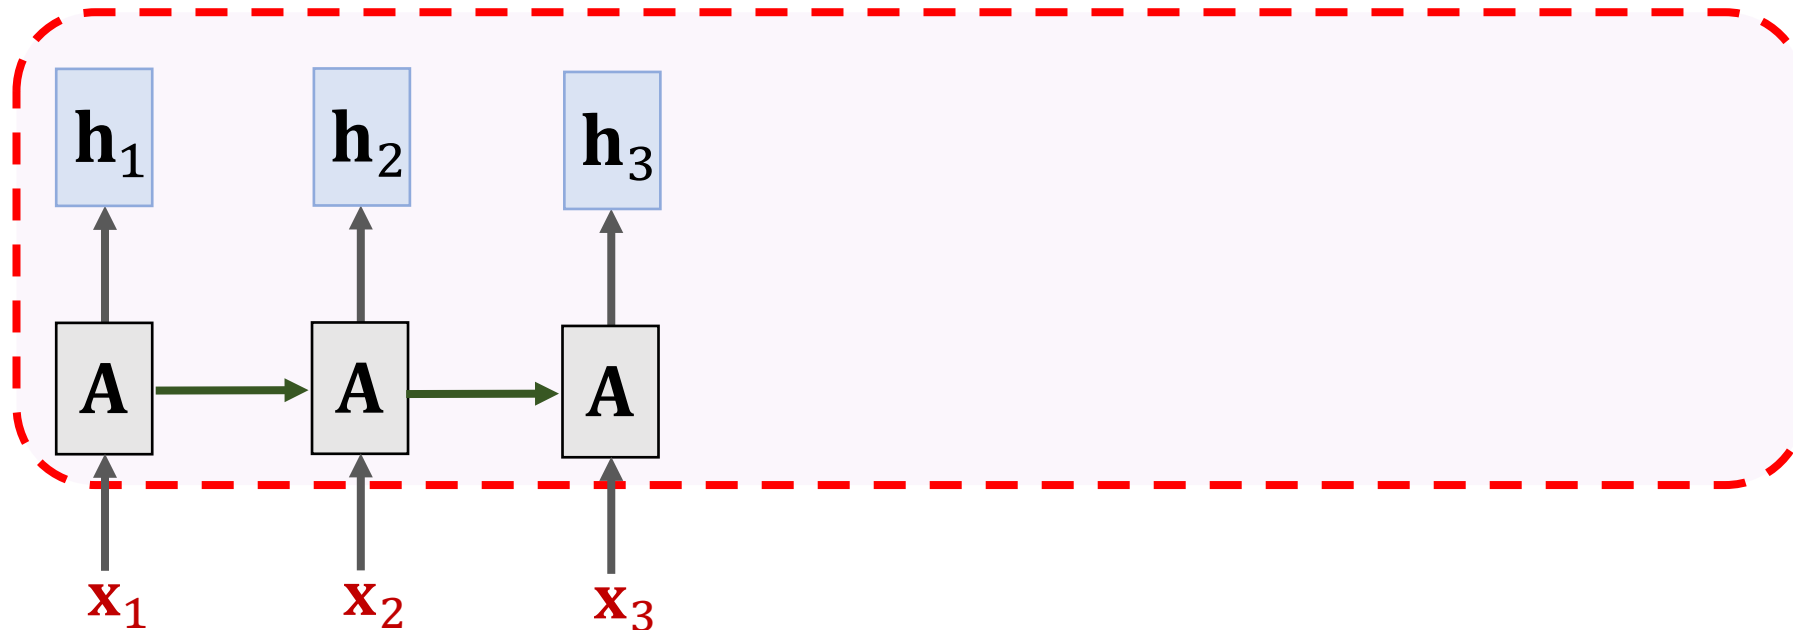 h₁ h₂ h₃
A A A
x₁ x₂ x₃